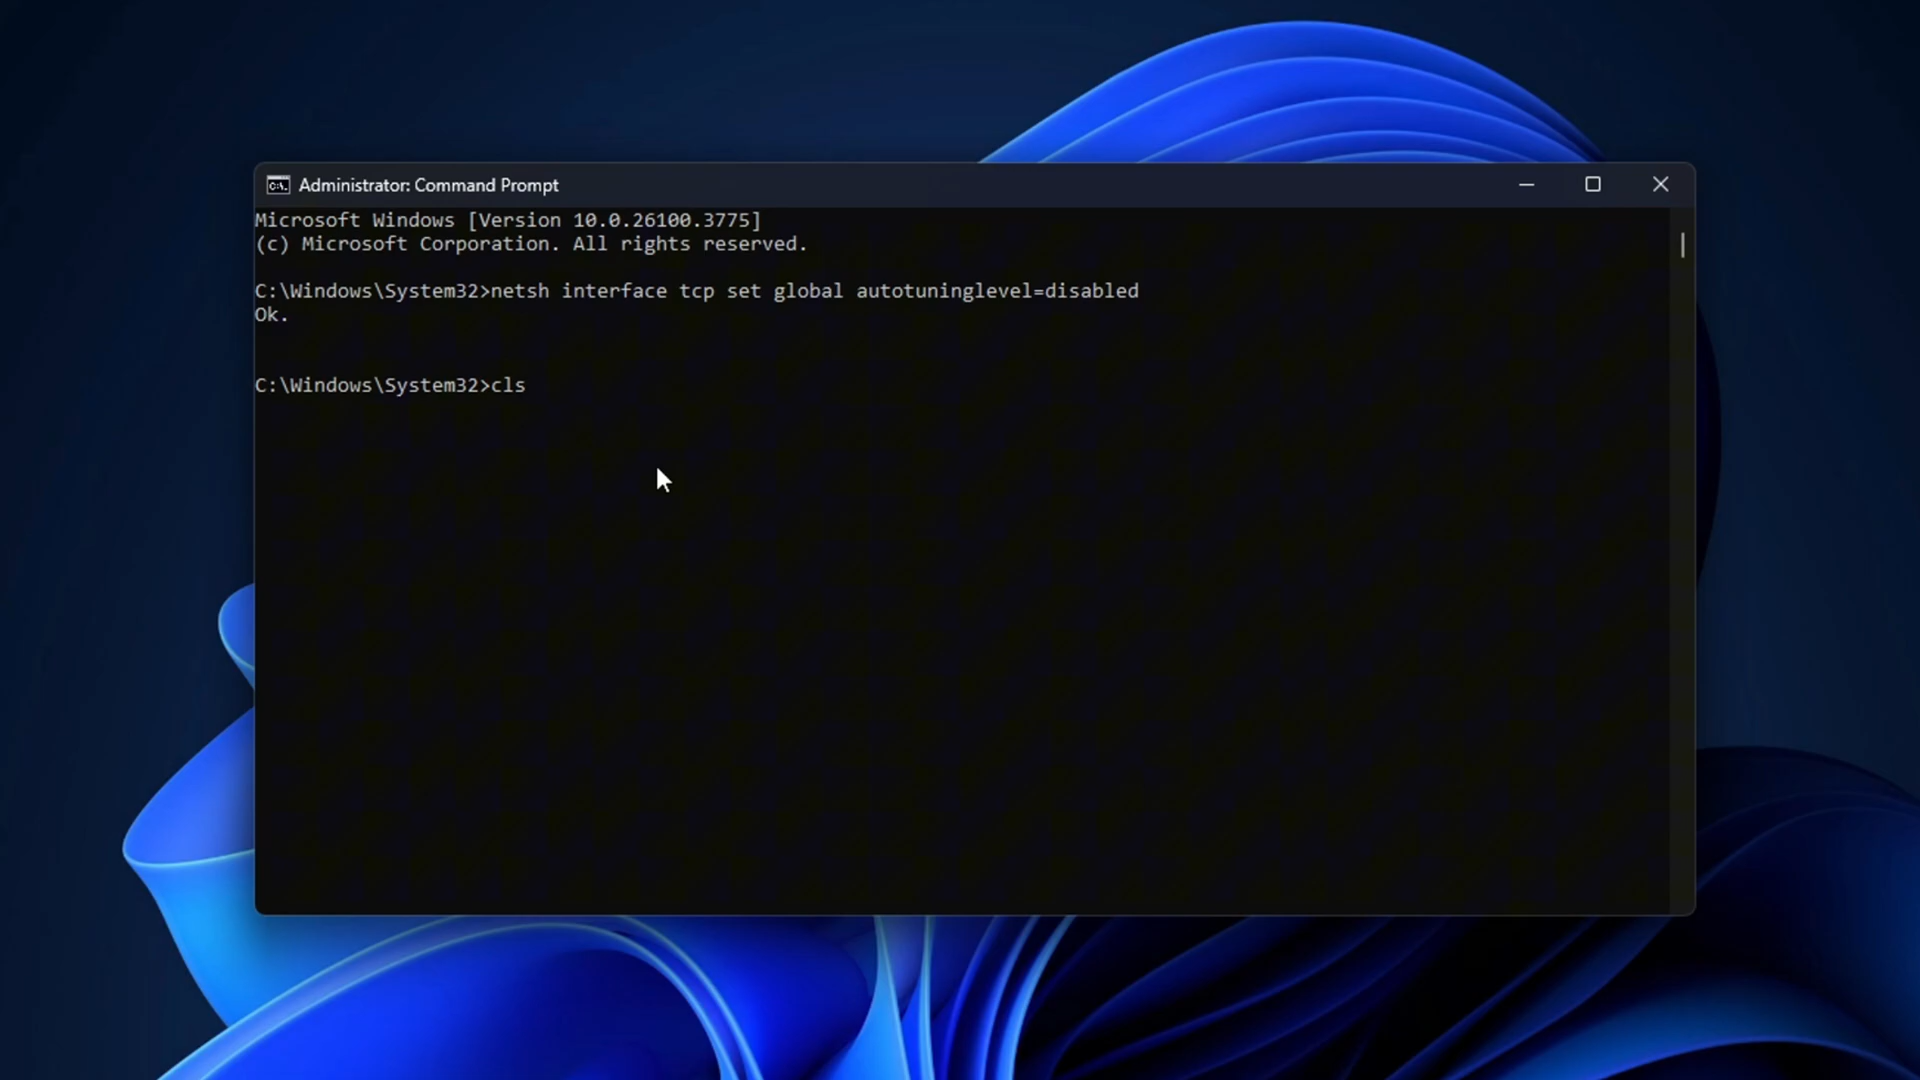 Administrator: Command Prompt
Microsoft Windows [Version 10.0.26100.3775]
(c) Microsoft Corporation. All rights reserved.
C:\Windows\System32>netsh interface tcp set global autotuninglevel=disabled
Ok.
C:\Windows\System32>cls